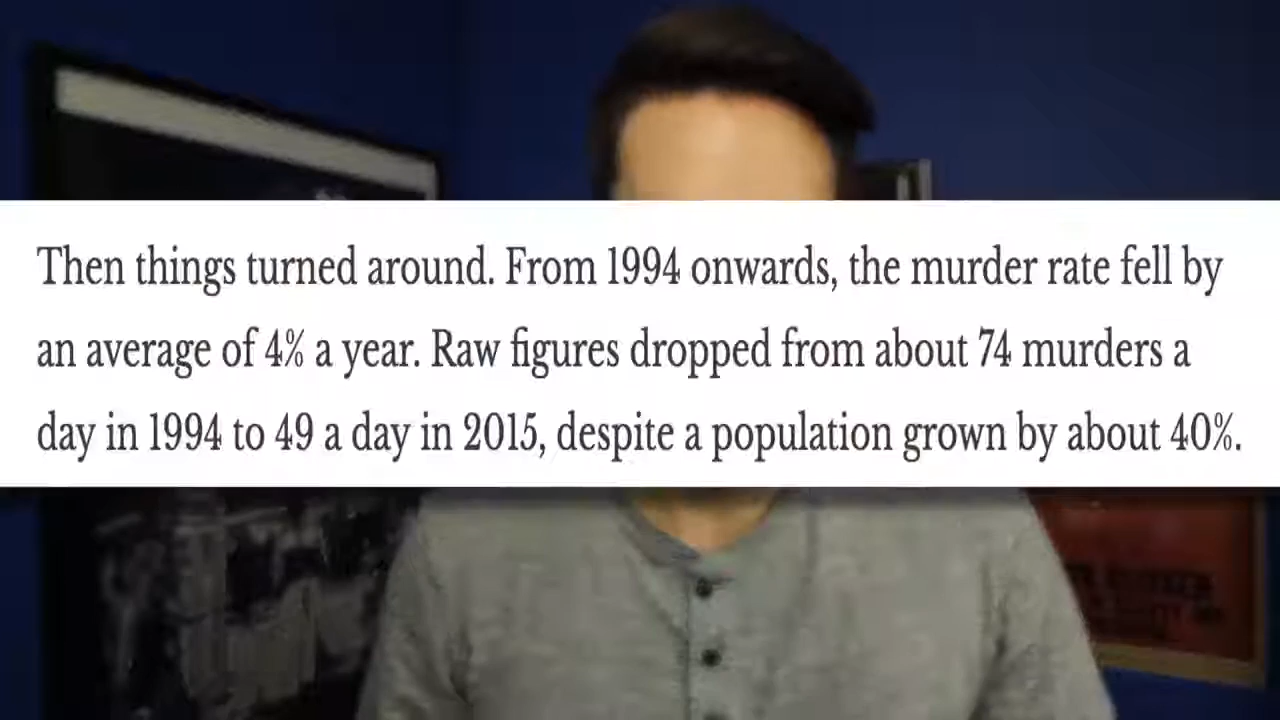 Then things turned around. From 1994 onwards, the murder rate fell by
an average of 4% a year. Raw figures dropped from about 74 murders a
day in 1994 to 49 a day in 2015, despite a population grown by about 40%.